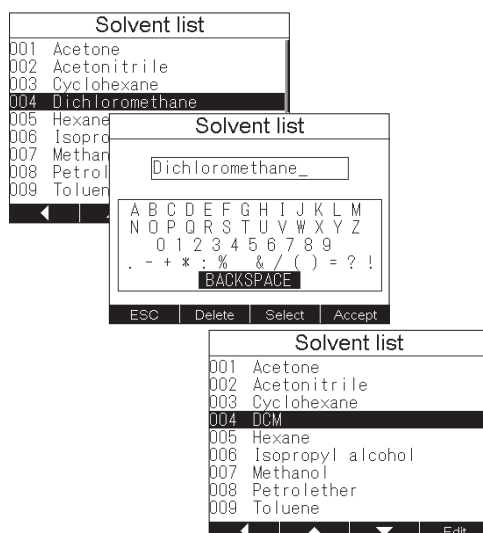 Solvent list
001 Acetone
002 Acetonitrile
003 Cyclohexane
004 Dichloromethane
005 Hexane
006 Isopro
007 Methan
008 Petrol
009 Toluen
Solvent list
Dichloromethane_
A B C D E F G H I J K L M
N O P Q R S T U V W X Y Z
0 1 2 3 4 5 6 7 8 9
. - + * : % & / ( ) = ? !
BACKSPACE
ESC Delete Select Accept
Solvent list
001 Acetone
002 Acetonitrile
003 Cyclohexane
004 DCM
005 Hexane
006 Isopropyl alcohol
007 Methanol
008 Petrolether
009 Toluene
Edit